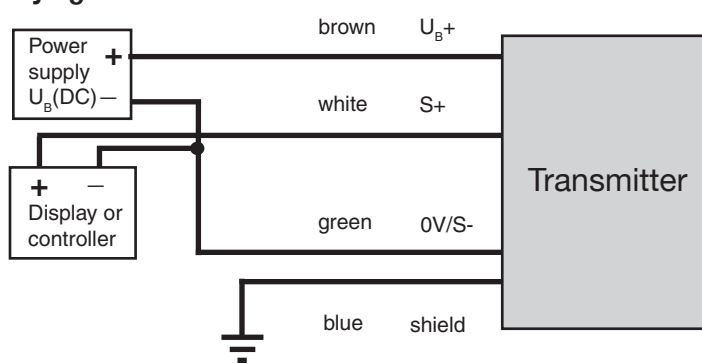 brown U_B+
Power +
supply
U_B(DC) –
white S+
Transmitter
+ –
Display or
controller
green 0V/S-
blue shield